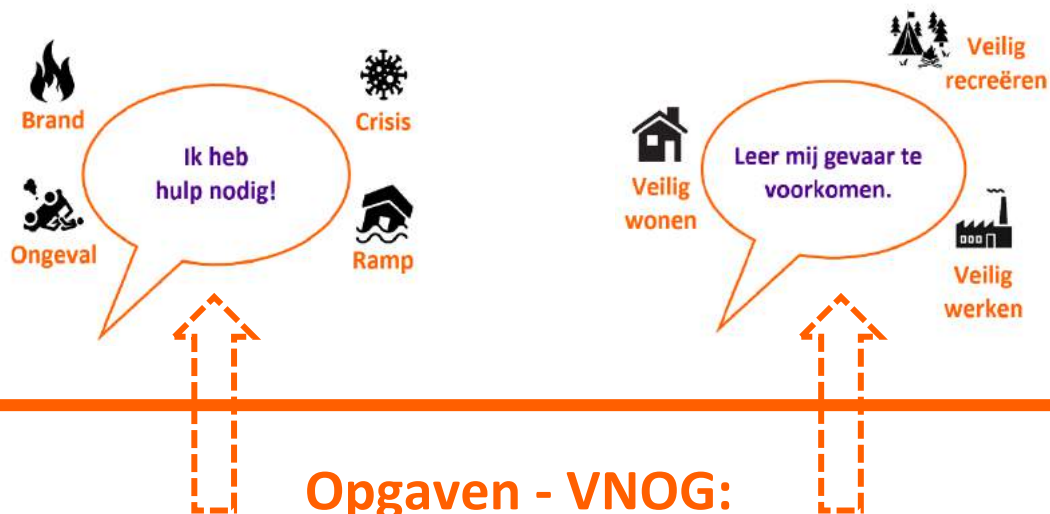 Brand
Crisis
Ik heb
hulp nodig!
Ongeval
Ramp
Veilig
recreëren
Veilig
wonen
Leer mij gevaar te
voorkomen.
Veilig
werken
Opgaven - VNOG: